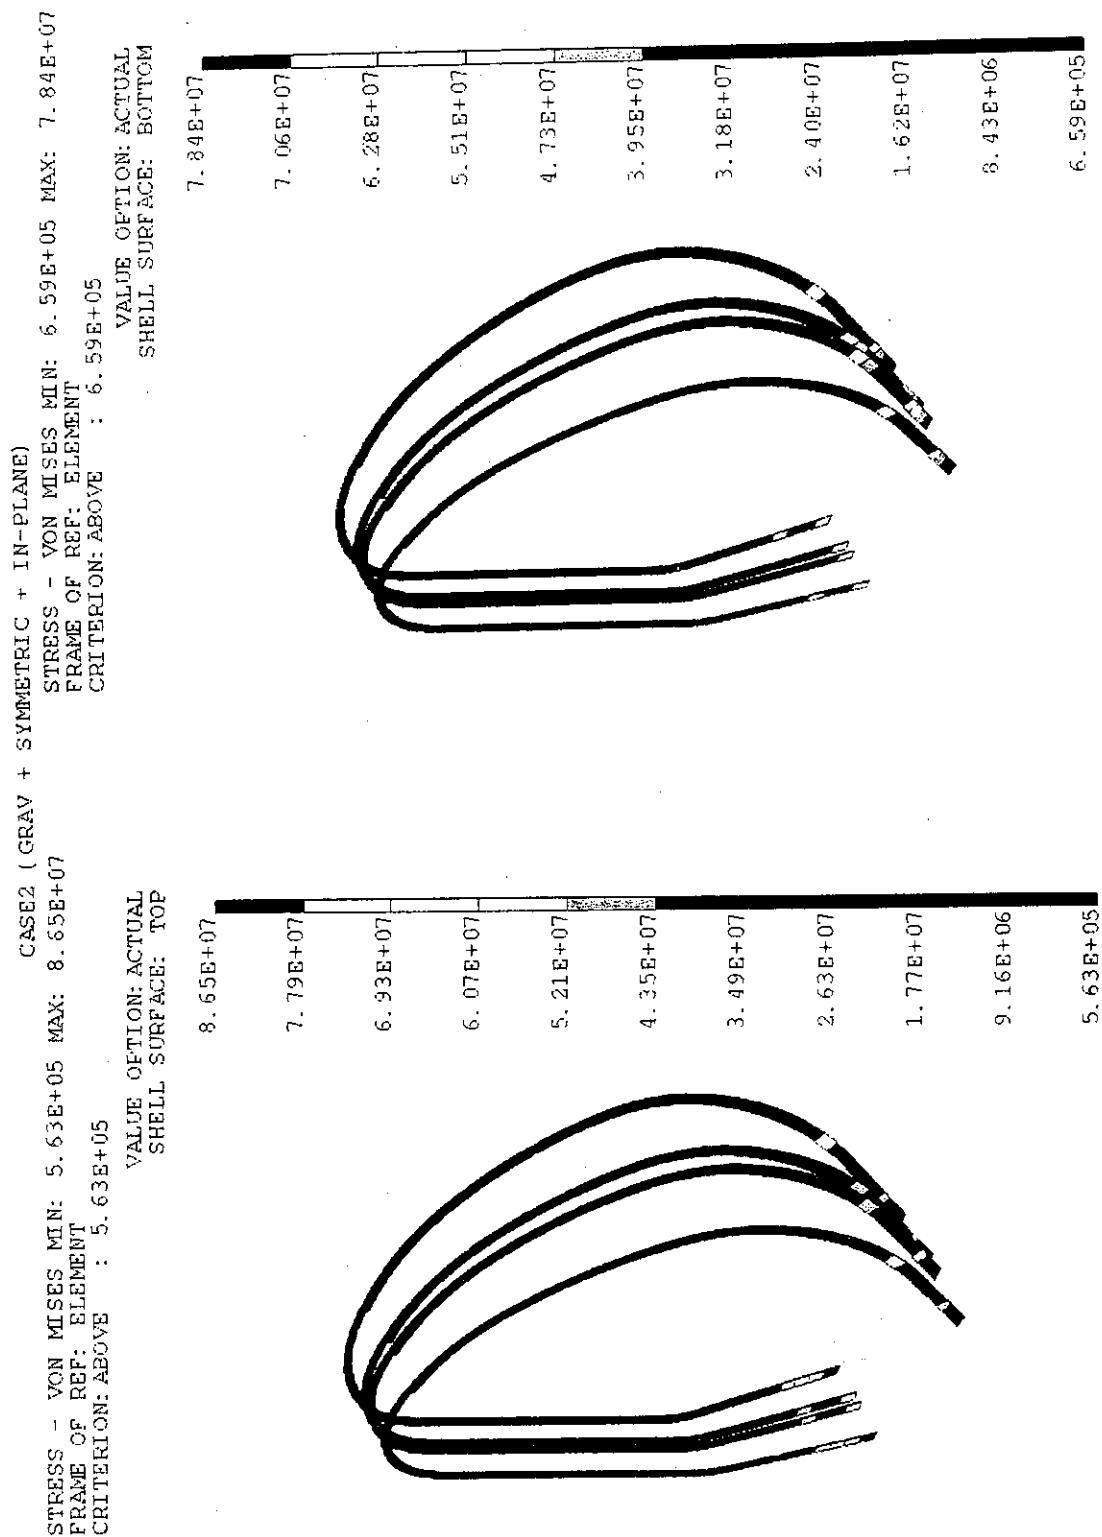 CASE2 (GRAV + SYMMETRIC + IN-PLANE)
STRESS - VON MISES MIN: 5.63E+05 MAX: 8.65E+07
FRAME OF REF: ELEMENT
CRITERION: ABOVE : 5.63E+05
VALUE OPTION: ACTUAL
SHELL SURFACE: TOP
8.65E+07
7.79E+07
6.93E+07
6.07E+07
5.21E+07
4.35E+07
3.49E+07
2.63E+07
1.77E+07
9.16E+06
5.63E+05
STRESS - VON MISES MIN: 6.59E+05 MAX: 7.84E+07
FRAME OF REF: ELEMENT
CRITERION: ABOVE : 6.59E+05
VALUE OPTION: ACTUAL
SHELL SURFACE: BOTTOM
7.84E+07
7.06E+07
6.28E+07
5.51E+07
4.73E+07
3.95E+07
3.18E+07
2.40E+07
1.62E+07
8.43E+06
6.59E+05